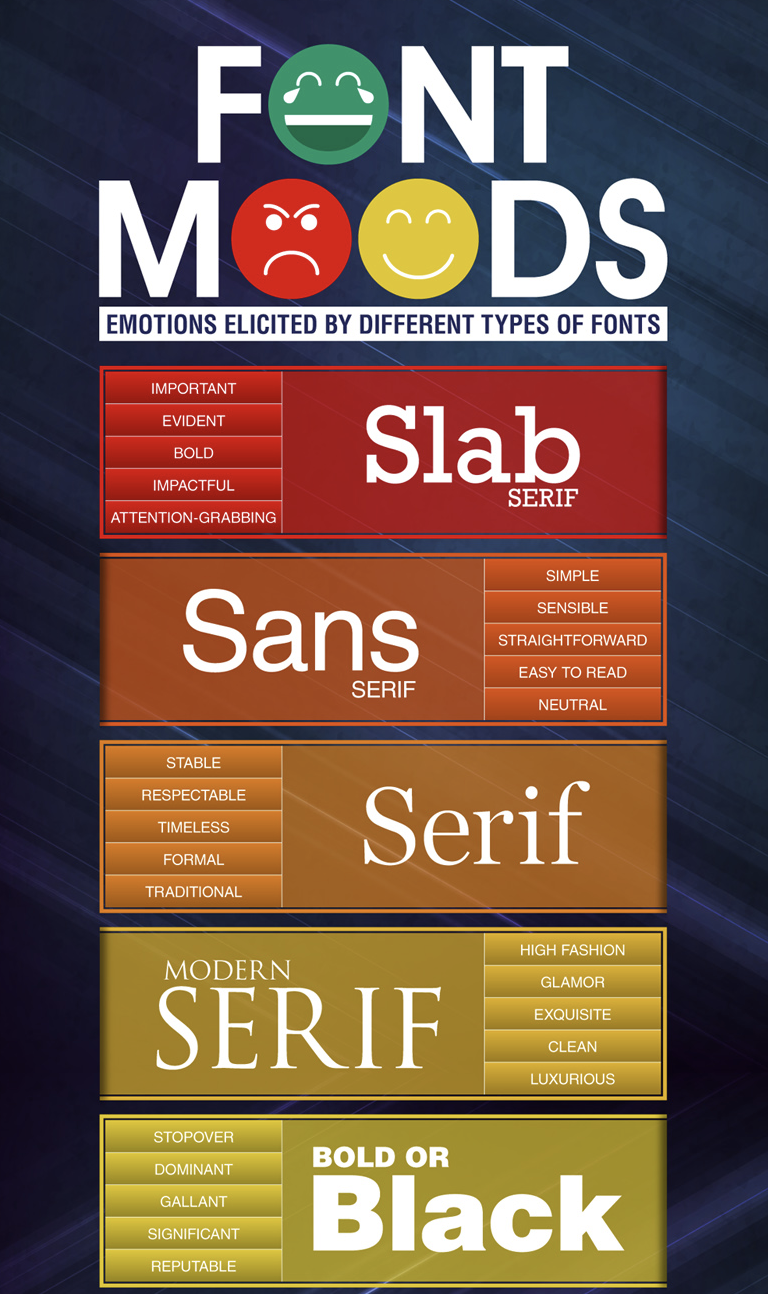 FONT
MOODS
EMOTIONS ELICITED BY DIFFERENT TYPES OF FONTS
IMPORTANT
EVIDENT
BOLD
IMPACTFUL
ATTENTION-GRABBING
Slab
SERIF
Sans
SERIF
SIMPLE
SENSIBLE
STRAIGHTFORWARD
EASY TO READ
NEUTRAL
STABLE
RESPECTABLE
TIMELESS
FORMAL
TRADITIONAL
Serif
MODERN
SERIF
HIGH FASHION
GLAMOR
EXQUISITE
CLEAN
LUXURIOUS
STOPOVER
DOMINANT
GALLANT
SIGNIFICANT
REPUTABLE
BOLD OR
Black